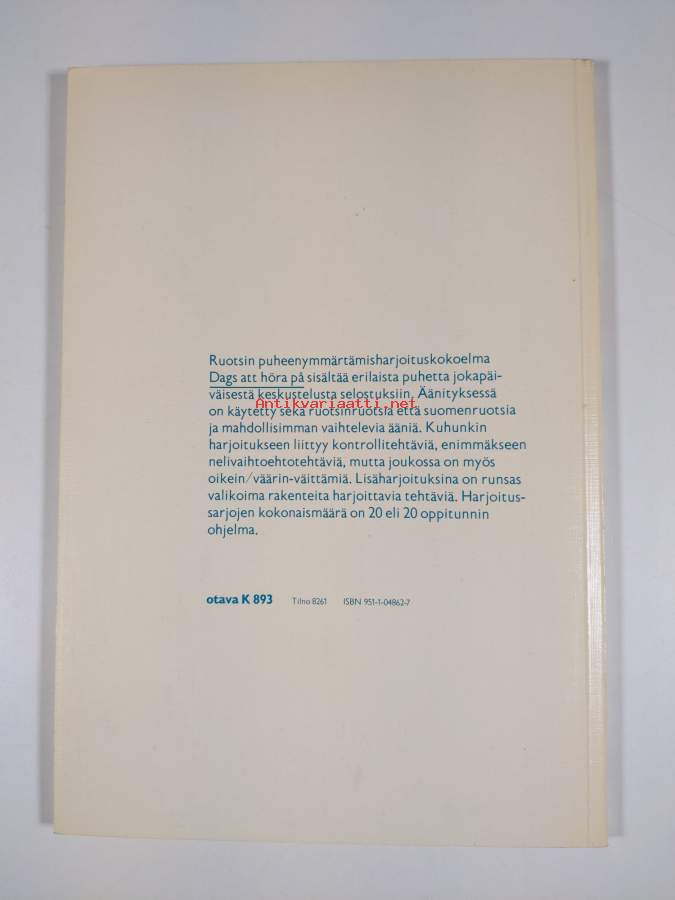 Ruotsin puheenymmärtämisharjoituskokoelma
Dags att höra på sisältää erilaista puhetta jokapäi-
väisestä keskustelusta selostuksiin. Äänityksessä
Antikvariaatti.net
on käytetty sekä ruotsinruotsia että suomenruotsia
ja mahdollisimman vaihtelevia ääniä. Kuhunkin
harjoitukseen liittyy kontrollitehtäviä, enimmäkseen
nelivaihtoehtotehtäviä, mutta joukossa on myös
oikein/väärin-väittämiä. Lisäharjoituksina on runsas
valikoima rakenteita harjoittavia tehtäviä. Harjoitus-
sarjojen kokonaismäärä on 20 eli 20 oppitunnin
ohjelma.
otava K 893 Tilno 8261 ISBN 951-1-04862-7